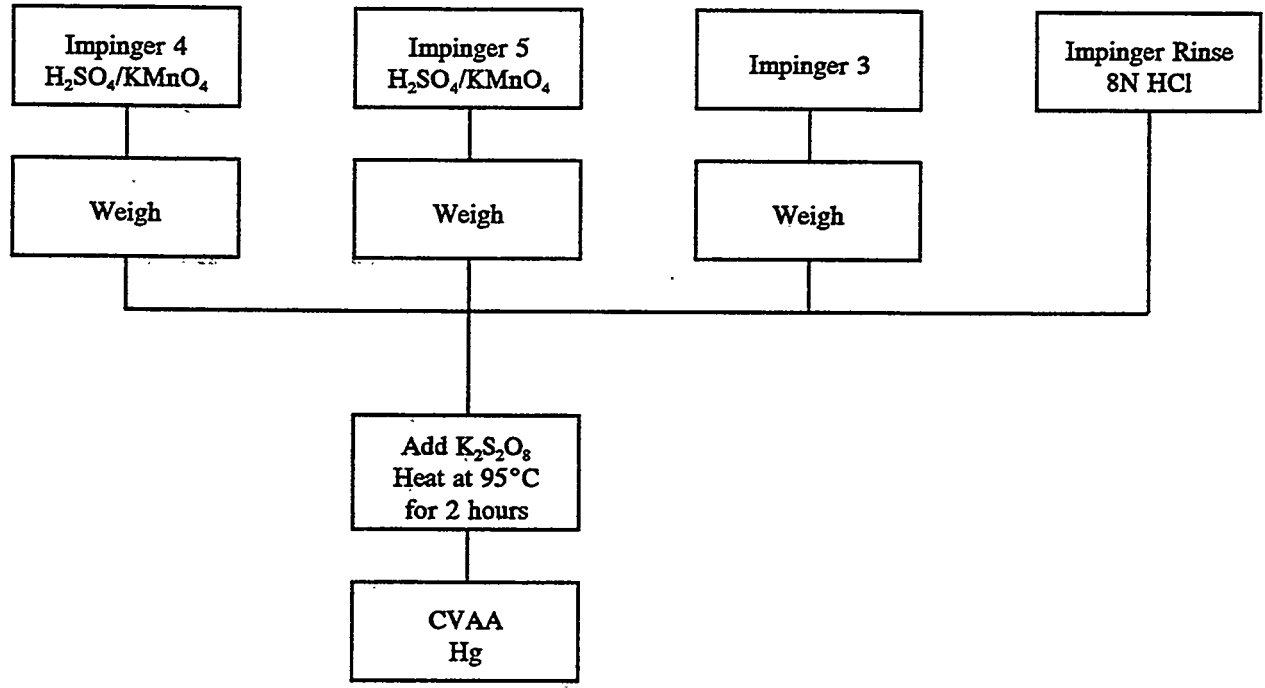 Impinger 4
H₂SO₄/KMnO₄
Impinger 5
H₂SO₄/KMnO₄
Impinger 3
Impinger Rinse
8N HCl
Weigh
Weigh
Weigh
Add K₂S₂O₈
Heat at 95°C
for 2 hours
CVAA
Hg